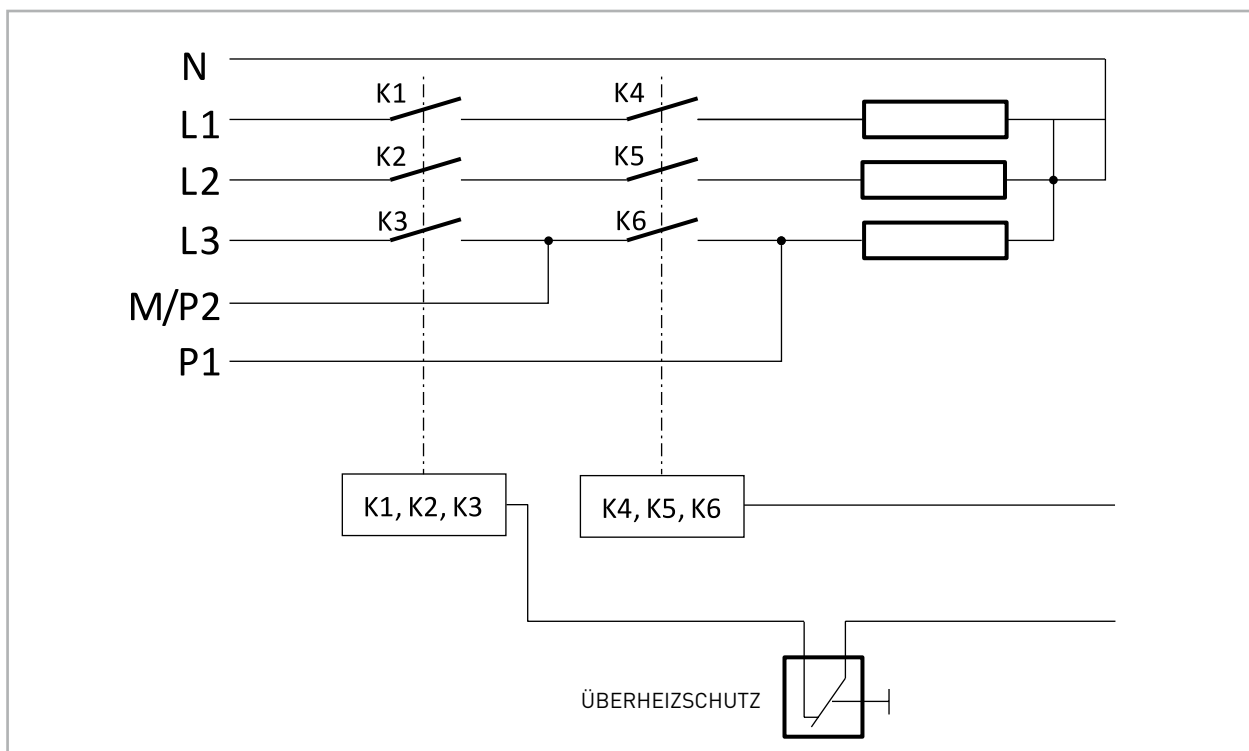 N
L1
L2
L3
M/P2
P1
K1
K4
K2
K5
K3
K6
K1, K2, K3
K4, K5, K6
ÜBERHEIZSCHUTZ